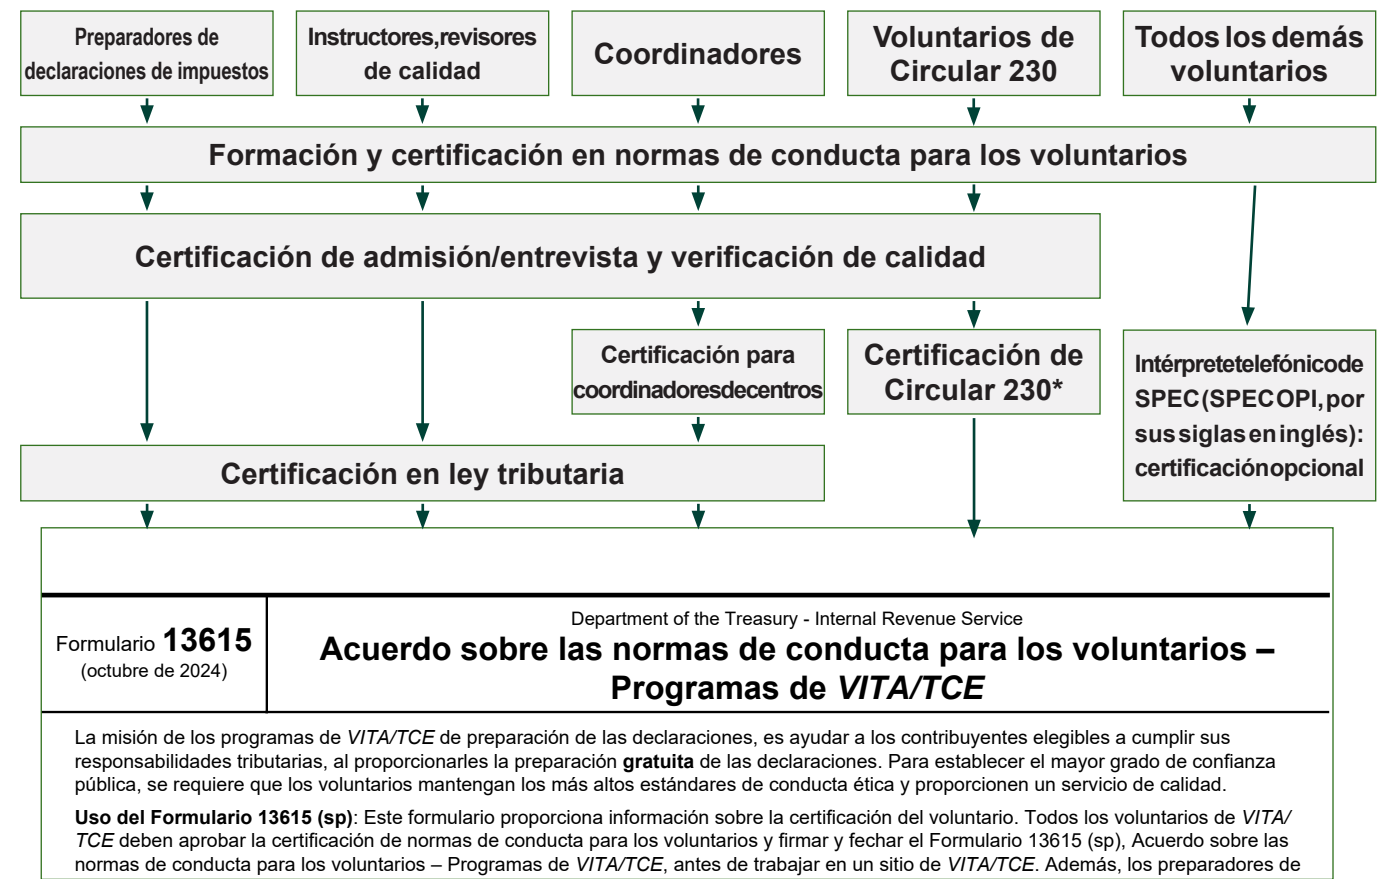 Preparadores de
declaraciones de impuestos
Instructores, revisores
de calidad
Coordinadores
Voluntarios de
Circular 230
Todos los demás
voluntarios
Formación y certificación en normas de conducta para los voluntarios
Certificación de admisión/entrevista y verificación de calidad
Certificación para
coordinadores de centros
Certificación de
Circular 230*
Intérprete telefónico de
SPEC (SPEC OPI, por
sus siglas en inglés):
certificación opcional
Certificación en ley tributaria
Formulario 13615
(octubre de 2024)
Department of the Treasury - Internal Revenue Service
Acuerdo sobre las normas de conducta para los voluntarios –
Programas de VITA/TCE
La misión de los programas de VITA/TCE de preparación de las declaraciones, es ayudar a los contribuyentes elegibles a cumplir sus
responsabilidades tributarias, al proporcionarles la preparación gratuita de las declaraciones. Para establecer el mayor grado de confianza
pública, se requiere que los voluntarios mantengan los más altos estándares de conducta ética y proporcionen un servicio de calidad.
Uso del Formulario 13615 (sp): Este formulario proporciona información sobre la certificación del voluntario. Todos los voluntarios de VITA/
TCE deben aprobar la certificación de normas de conducta para los voluntarios y firmar y fechar el Formulario 13615 (sp), Acuerdo sobre las
normas de conducta para los voluntarios – Programas de VITA/TCE, antes de trabajar en un sitio de VITA/TCE. Además, los preparadores de